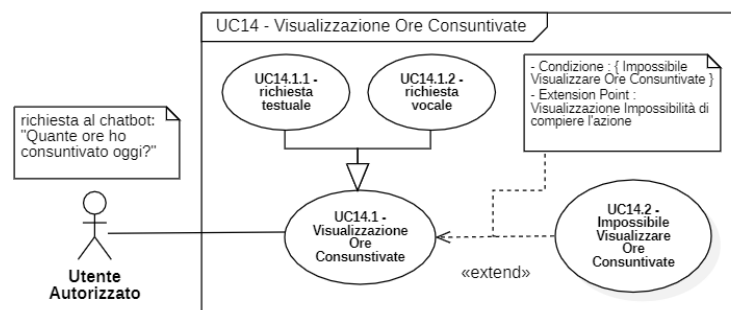 UC14 - Visualizzazione Ore Consuntivate
UC14.1.1 -
richiesta
testuale
UC14.1.2 -
richiesta
vocale
- Condizione : { Impossibile
Visualizzare Ore Consuntivate }
- Extension Point :
Visualizzazione Impossibilità di
compiere l'azione
richiesta al chatbot:
"Quante ore ho
consuntivato oggi?"
UC14.1 -
Visualizzazione
Ore
Consunstivate
UC14.2 -
Impossibile
Visualizzare
Ore
Consuntivate
«extend»
Utente
Autorizzato